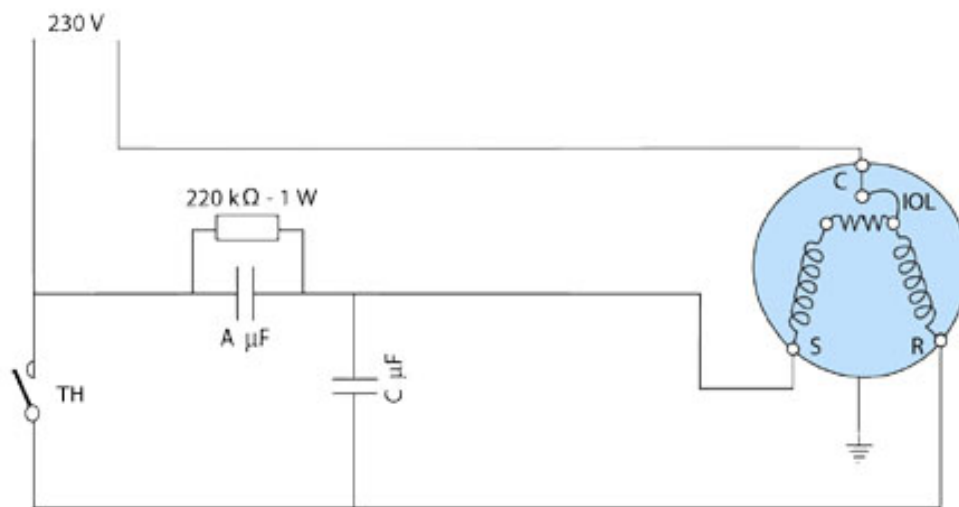 230 V
220 kΩ - 1 W
C
IOL
A µF
C µF
S
R
TH